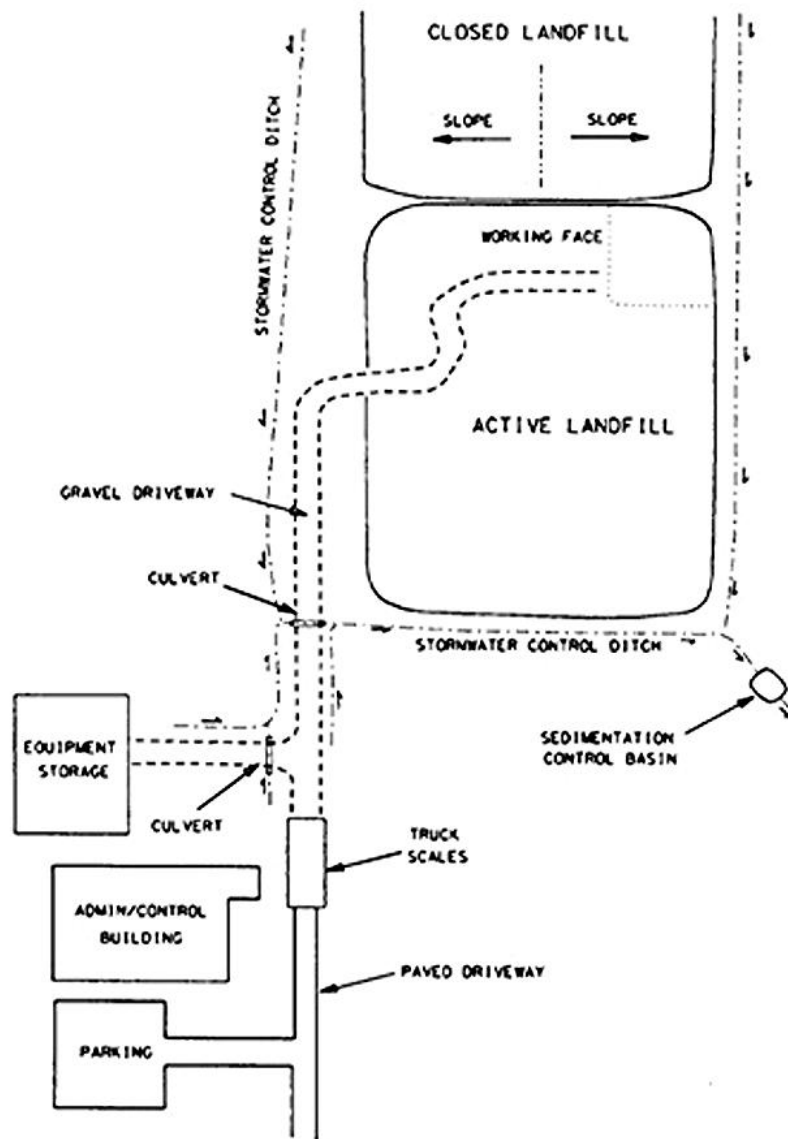 CLOSED LANDFILL
SLOPE
SLOPE
STORMWATER CONTROL DITCH
WORKING FACE
ACTIVE LANDFILL
GRAVEL DRIVEWAY
CULVERT
STORMWATER CONTROL DITCH
EQUIPMENT
STORAGE
SEDIMENTATION
CONTROL BASIN
CULVERT
TRUCK
SCALES
ADMIN/CONTROL
BUILDING
PAVED DRIVEWAY
PARKING